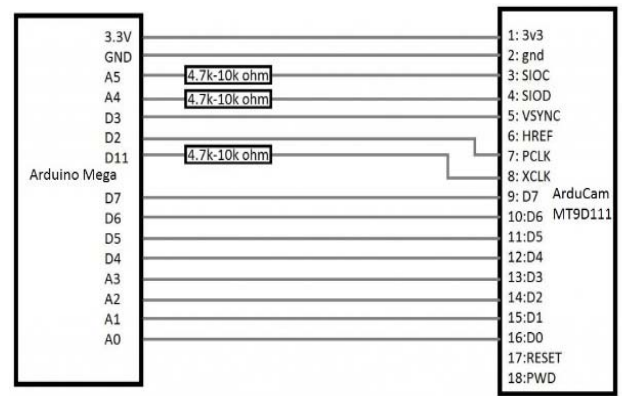 3.3V
GND
A5
A4
D3
D2
D11
Arduino Mega
D7
D6
D5
D4
A3
A2
A1
A0
4.7k-10k ohm
4.7k-10k ohm
4.7k-10k ohm
1: 3v3
2: gnd
3: SIOC
4: SIOD
5: VSYNC
6: HREF
7: PCLK
8: XCLK
9: D7 ArduCam
10:D6 MT9D111
11:D5
12:D4
13:D3
14:D2
15:D1
16:D0
17:RESET
18:PWD